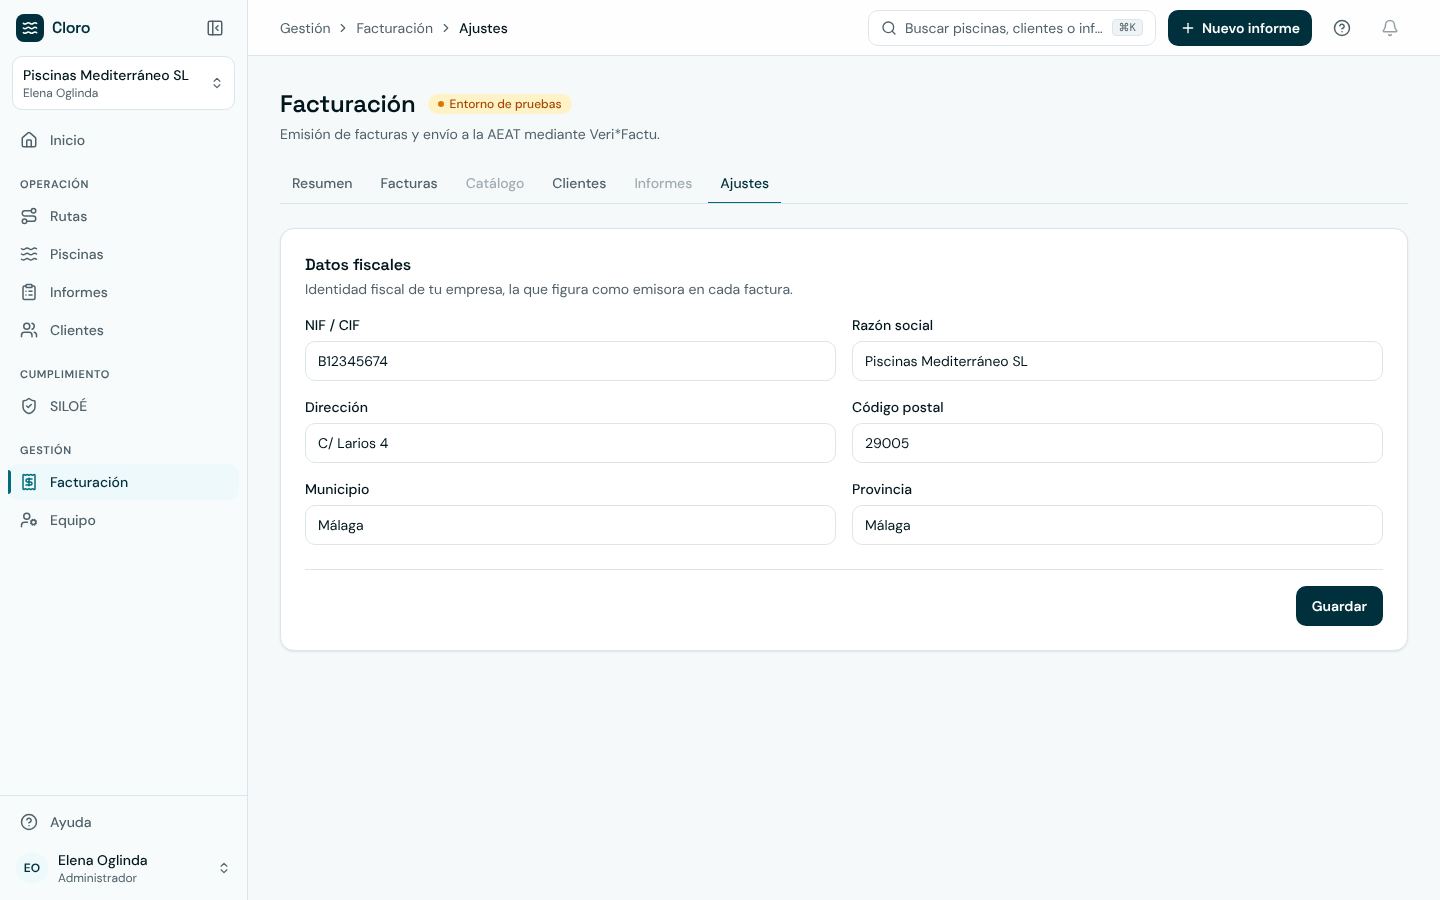 Cloro
Piscinas Mediterráneo SL
Elena Oglinda
Inicio
OPERACIÓN
Rutas
Piscinas
Informes
Clientes
CUMPLIMIENTO
SILOÉ
GESTIÓN
Facturación
Equipo
Ayuda
EO
Elena Oglinda
Administrador
Gestión > Facturación > Ajustes
Buscar piscinas, clientes o inf... ⌘K
+ Nuevo informe
Facturación
Entorno de pruebas
Emisión de facturas y envío a la AEAT mediante Veri*Factu.
Resumen Facturas Catálogo Clientes Informes Ajustes
Datos fiscales
Identidad fiscal de tu empresa, la que figura como emisora en cada factura.
NIF / CIF
B12345674
Razón social
Piscinas Mediterráneo SL
Dirección
C/ Larios 4
Código postal
29005
Municipio
Málaga
Provincia
Málaga
Guardar